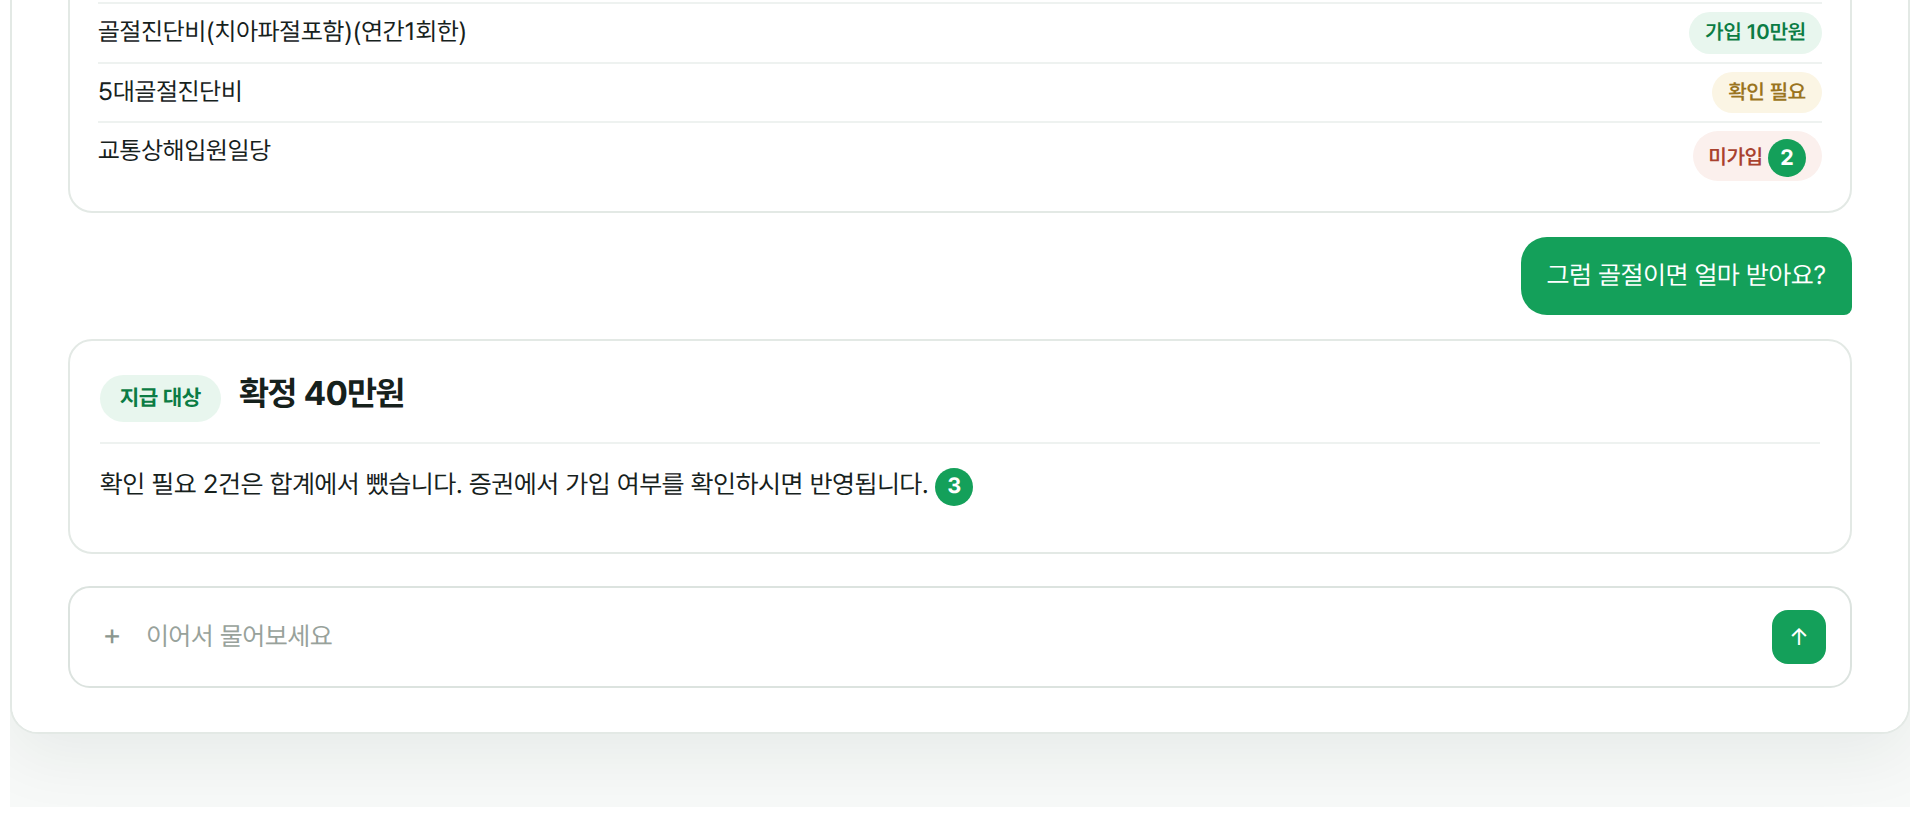 골절진단비(치아파절포함)(연간1회한)
가입 10만원
5대골절진단비
확인 필요
교통상해입원일당
미가입 2
그럼 골절이면 얼마 받아요?
지급 대상 확정 40만원
확인 필요 2건은 합계에서 뺐습니다. 증권에서 가입 여부를 확인하시면 반영됩니다. 3
+ 이어서 물어보세요 ↑